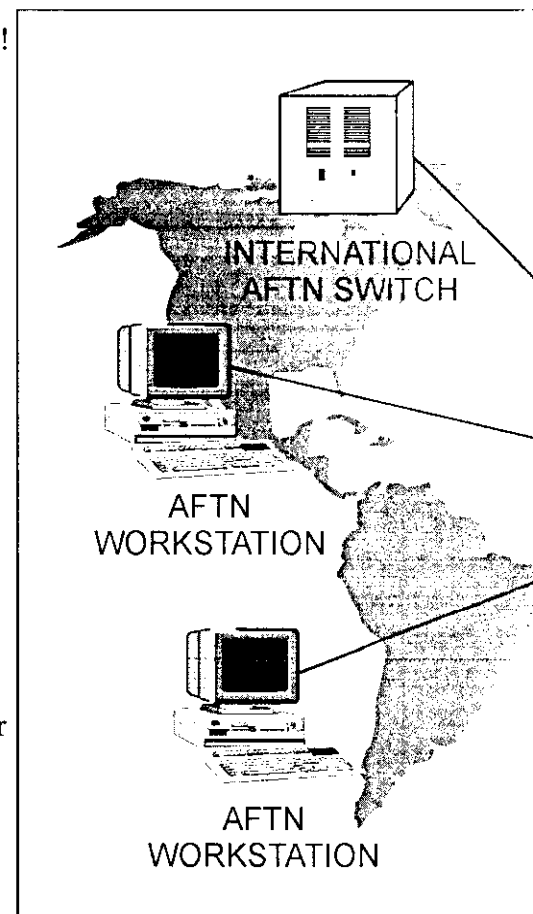 !
INTERNATIONAL
AFTN SWITCH
AFTN
WORKSTATION
r
AFTN
WORKSTATION